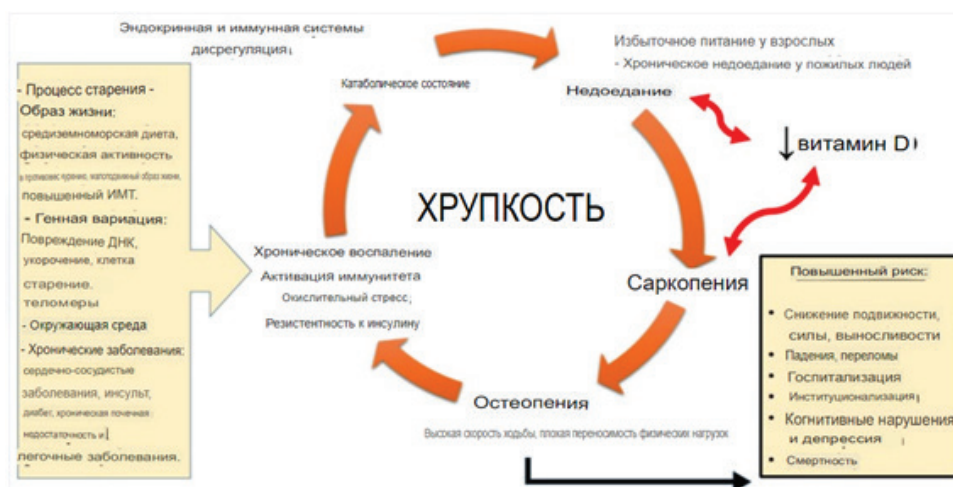 Эндокринная и иммунная системы
дисрегуляция
Избыточное питание у взрослых
- Хроническое недоедание у пожилых людей
Катаболическое состояние
Недоедание
- Процесс старения -
Образ жизни:
средиземноморская диета,
физическая активность
повышенный ИМТ.
- Генная вариация:
Повреждение ДНК,
укорочение, клетка
старение.
теломеры
- Окружающая среда
- Хронические заболевания:
сердечно-сосудистые
заболевания, инсульт,
диабет, хроническая почечная
недостаточность и
легочные заболевания.
↓витамин D)
ХРУПКОСТЬ
Хроническое воспаление
Активация иммунитета
Окислительный стресс,
Резистентность к инсулину
Саркопения
Остеопения
Высокая скорость ходьбы, плохая переносимость физических нагрузок
Повышенный риск:
• Снижение подвижности,
силы, выносливости
• Падения, переломы
• Госпитализация
• Институционализация
• Когнитивные нарушения
и депрессия
• Смертность